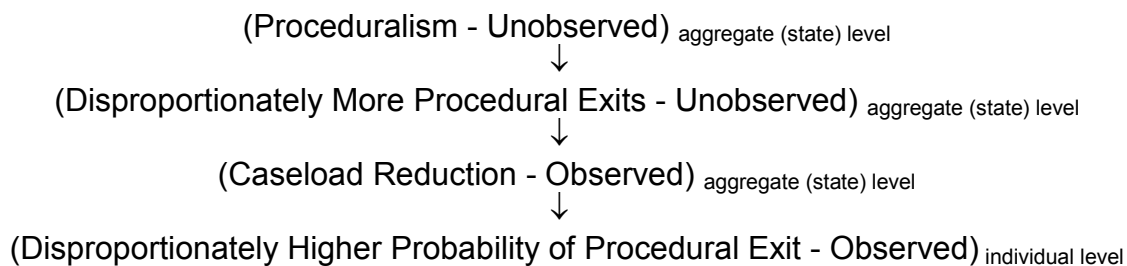 (Proceduralism - Unobserved) aggregate (state) level
↓
(Disproportionately More Procedural Exits - Unobserved) aggregate (state) level
↓
(Caseload Reduction - Observed) aggregate (state) level
↓
(Disproportionately Higher Probability of Procedural Exit - Observed) individual level